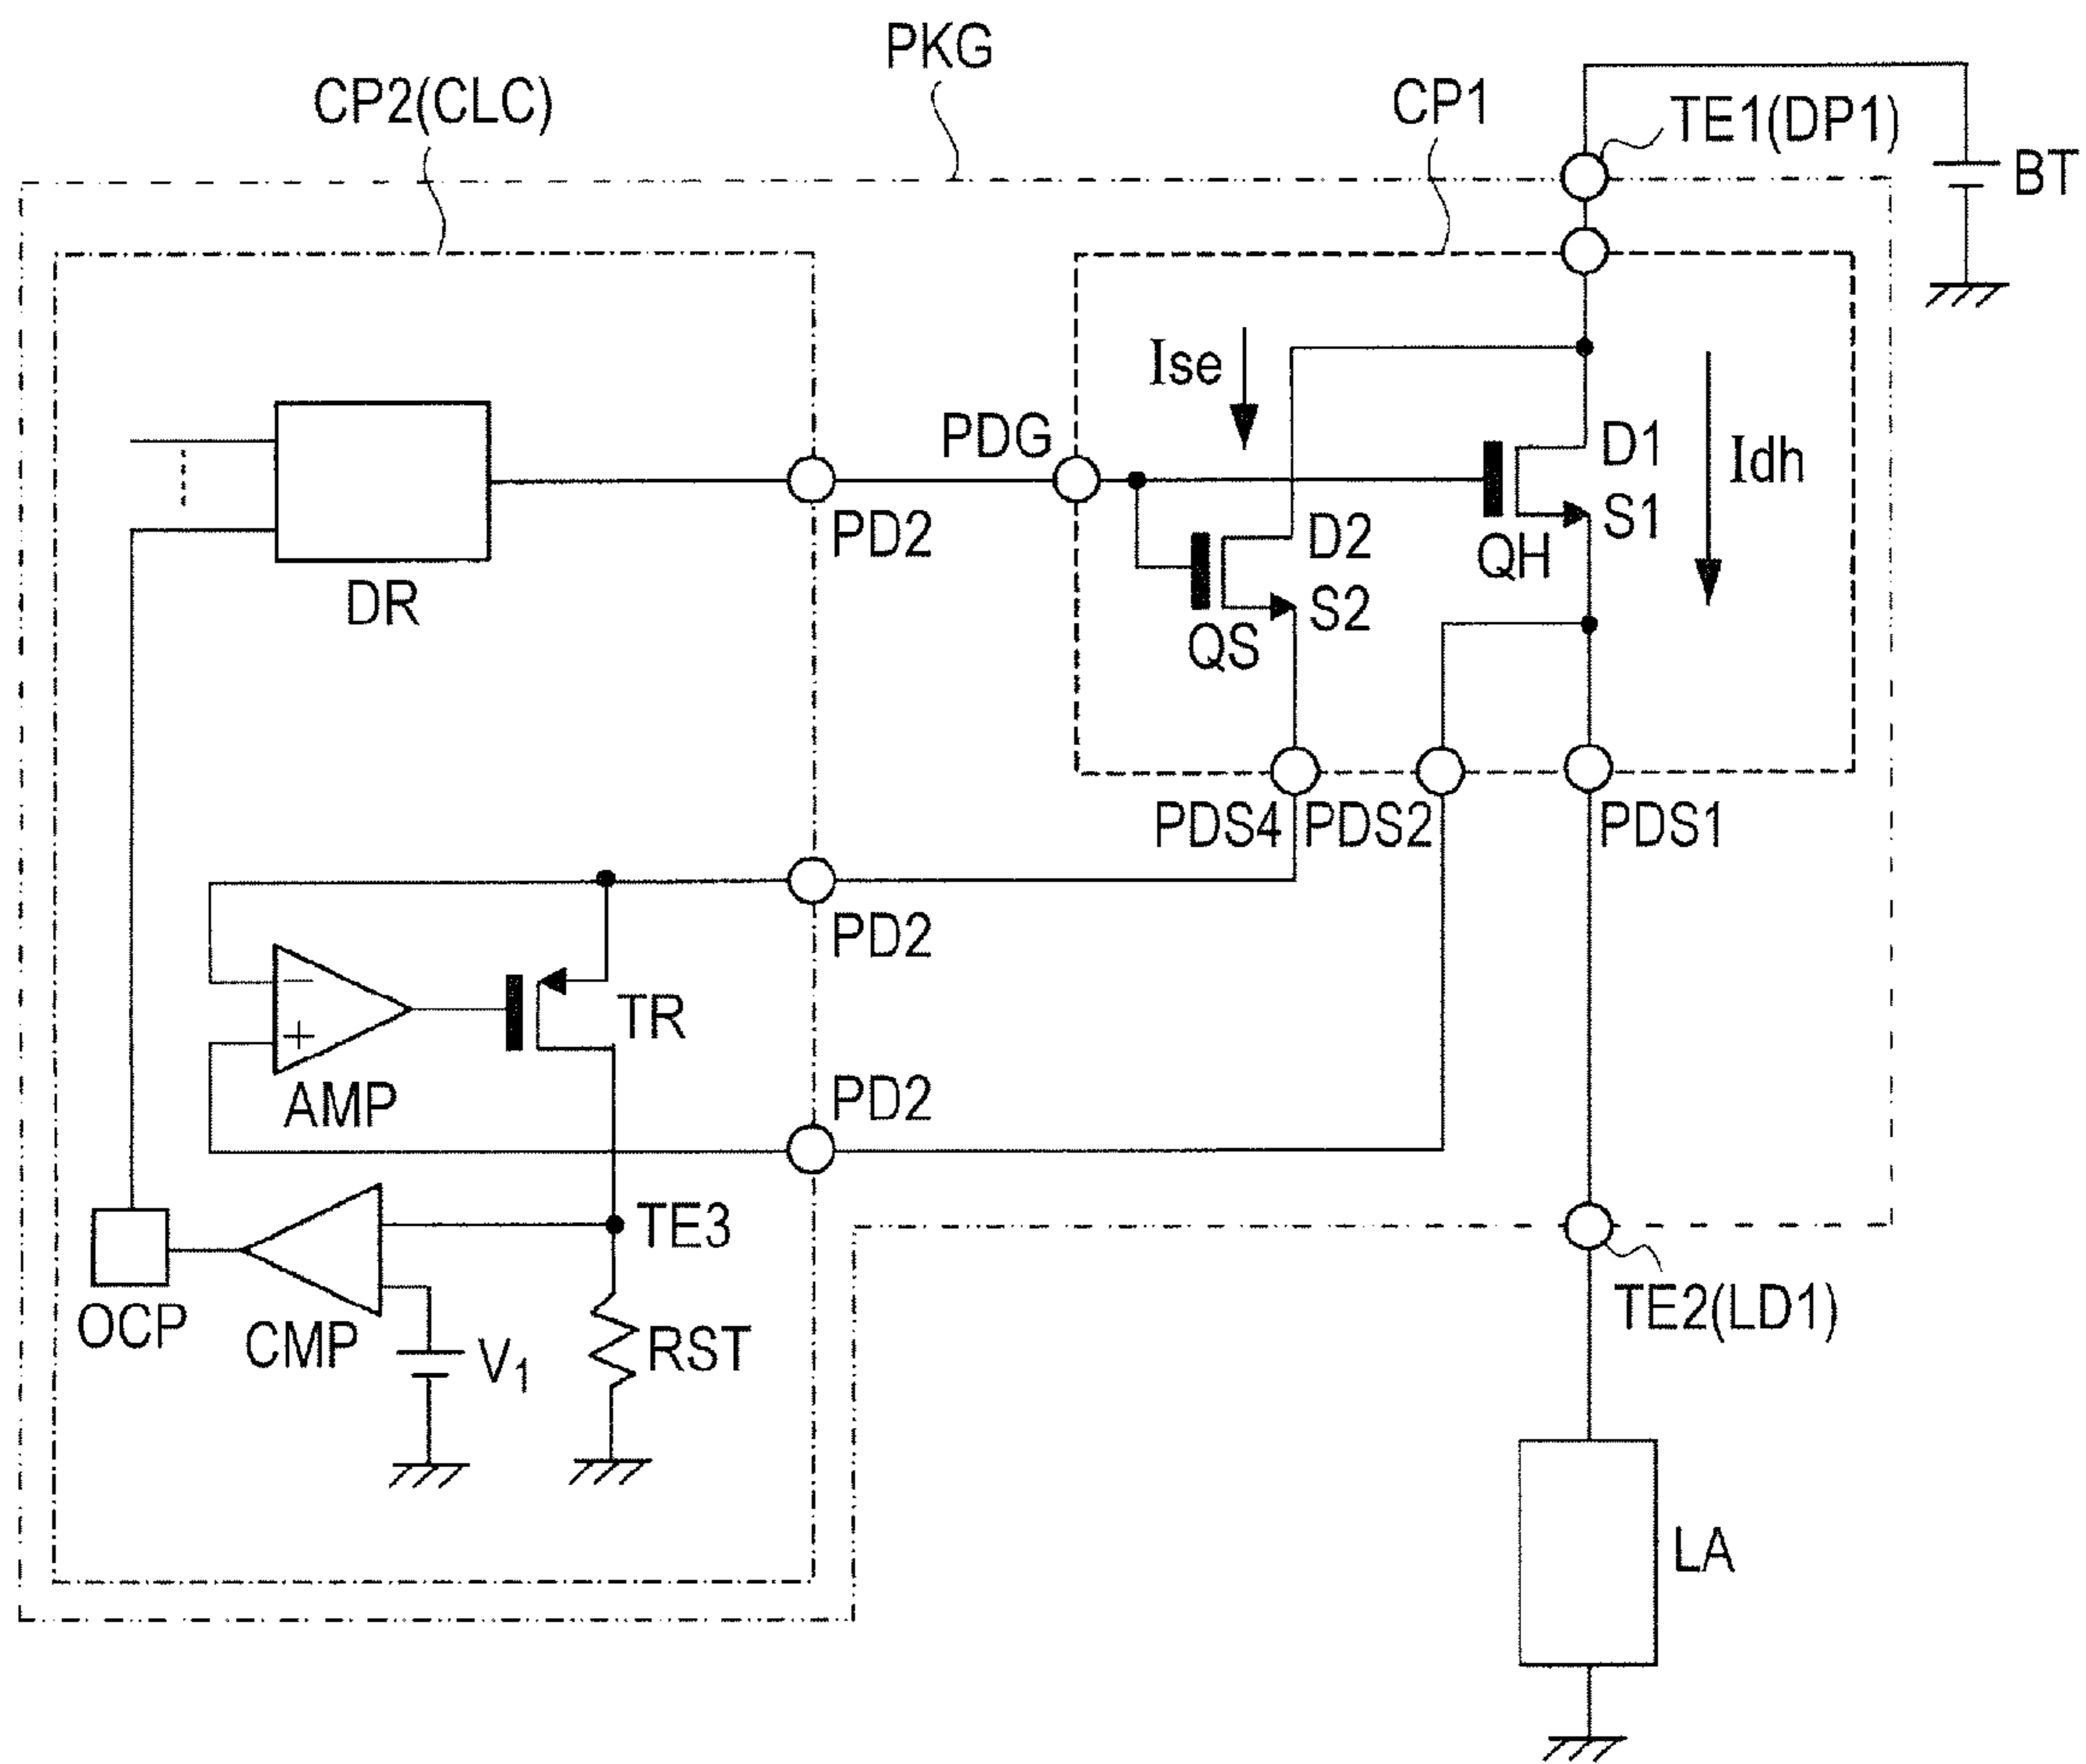 PKG
CP2(CLC)
CP1
TE1(DP1)
BT
Ise
PDG
D1
Idh
S1
PD2
D2
QH
DR
S2
QS
PDS4
PDS2
PDS1
PD2
−
TR
+
AMP
PD2
TE3
OCP
CMP
V1
RST
TE2(LD1)
LA